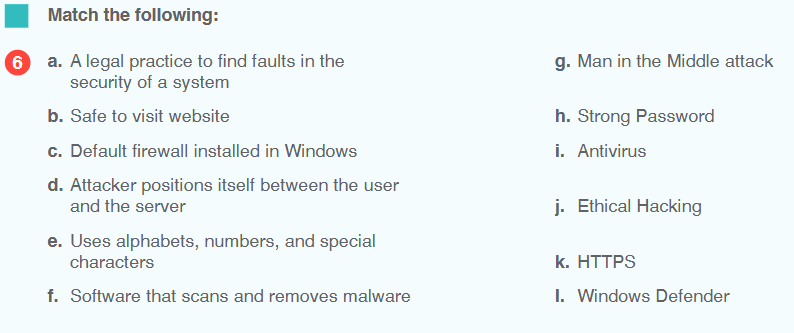 Match the following:
6 a. A legal practice to find faults in the
security of a system
b. Safe to visit website
c. Default firewall installed in Windows
d. Attacker positions itself between the user
and the server
e. Uses alphabets, numbers, and special
characters
f. Software that scans and removes malware
g. Man in the Middle attack
h. Strong Password
i. Antivirus
j. Ethical Hacking
k. HTTPS
l. Windows Defender